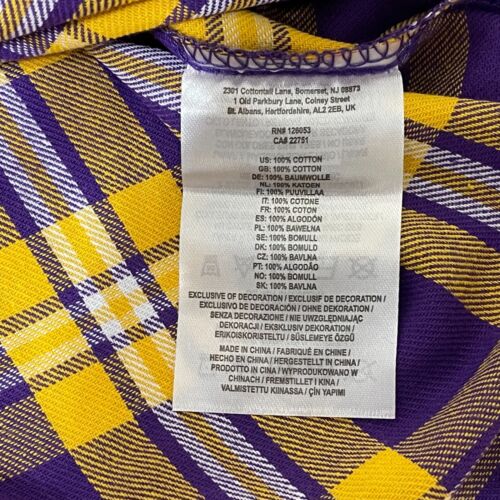 2301 Cottontail Lane, Somerset, NJ 08873
1 Old Parkbury Lane, Colney Street
St. Albans, Hertfordshire, AL2 2EB, UK
RN# 126053
CA# 22751
US: 100% COTTON
GB: 100% COTTON
DE: 100% BAUMWOLLE
NL: 100% KATOEN
FI: 100% PUUVILLAA
IT: 100% COTONE
FR: 100% COTON
ES: 100% ALGODÓN
PL: 100% BAWEŁNA
SE: 100% BOMULL
DK: 100% BOMULD
CZ: 100% BAVLNA
PT: 100% ALGODÃO
NO: 100% BOMULL
SK: 100% BAVLNA
EXCLUSIVE OF DECORATION / EXCLUSIF DE DECORATION /
EXCLUSIVO DE DECORACIÓN / OHNE DEKORATION /
SENZA DECORAZIONE / NIE UWZGLĘDNIAJĄC
DEKORACJI / EKSKLUSIV DEKORATION /
ERIKOISKORISTELTU / SÜSLEMEYE ÖZGÜ
MADE IN CHINA / FABRIQUÉ EN CHINE /
HECHO EN CHINA / HERGESTELLT IN CHINA /
PRODOTTO IN CINA / WYPRODUKOWANO W
CHINACH / FREMSTILLET I KINA /
VALMISTETTU KIINASSA / ÇİN YAPIMI